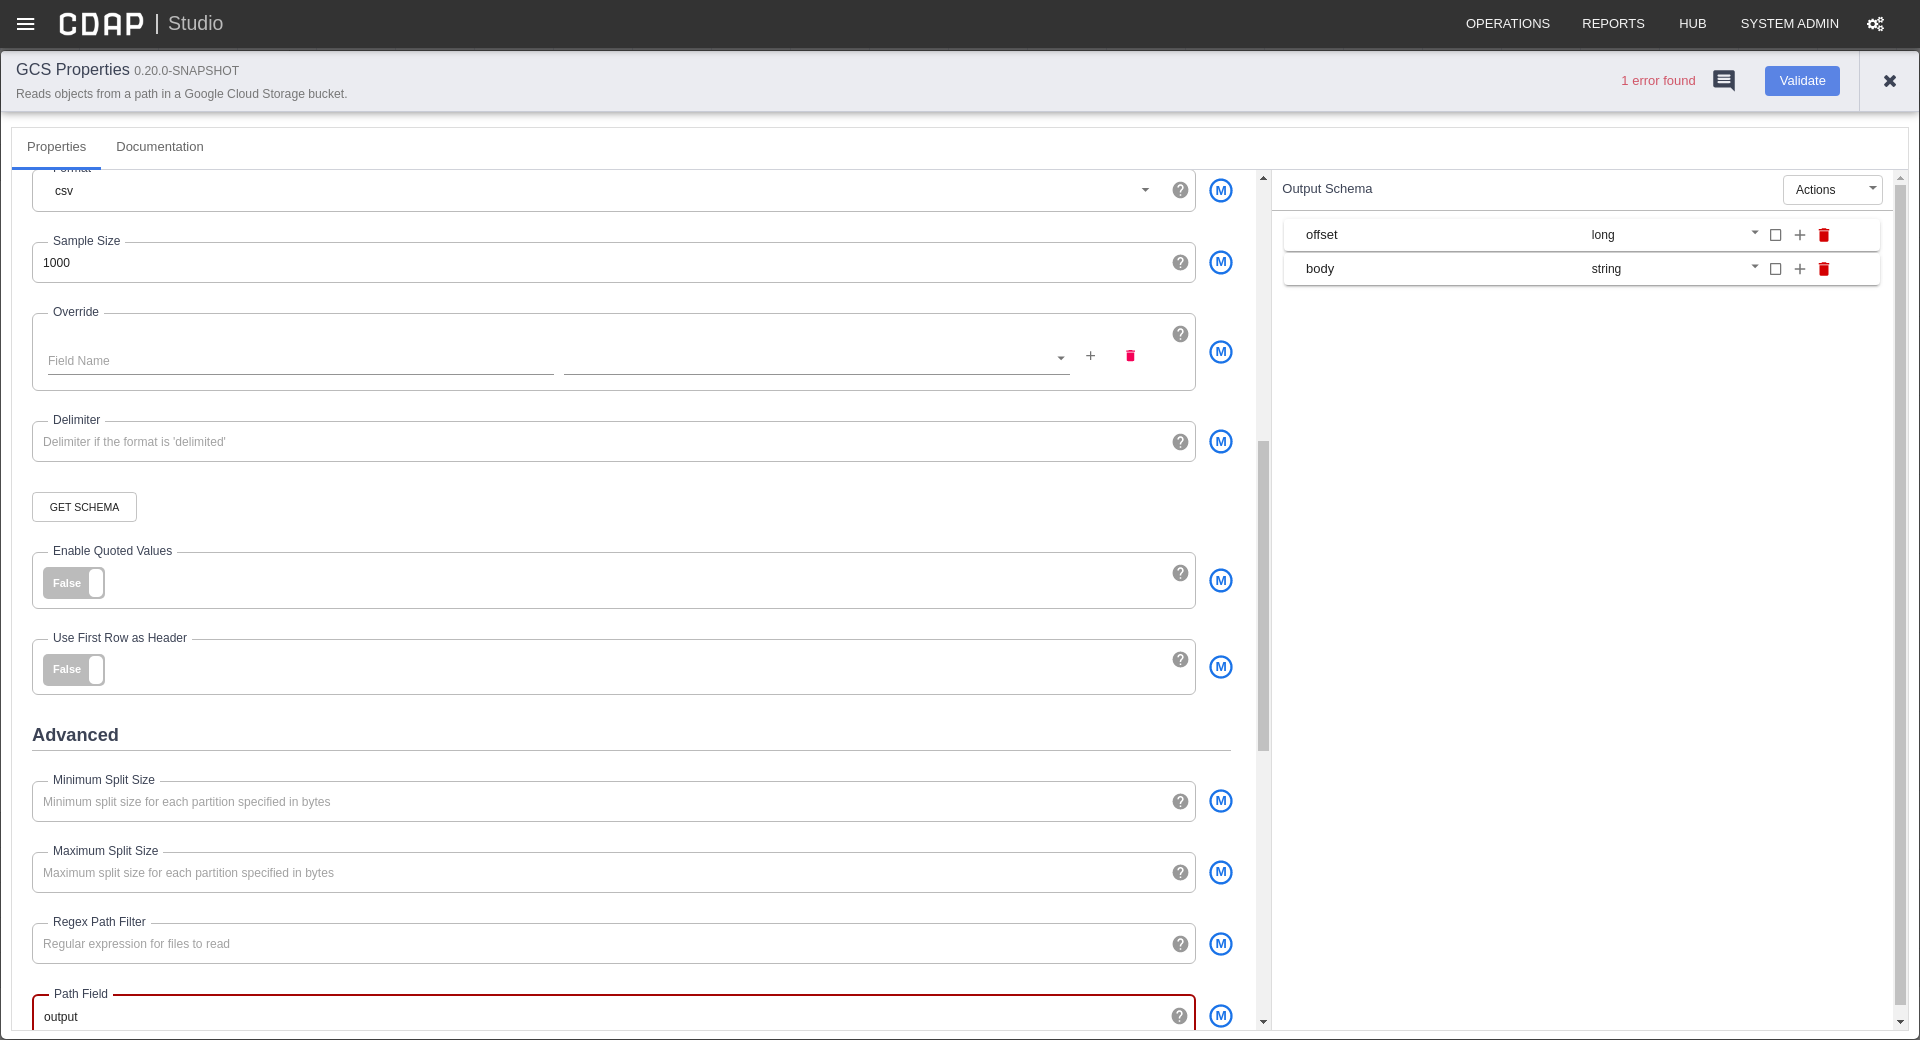 CDAP | Studio
OPERATIONS REPORTS HUB SYSTEM ADMIN
GCS Properties 0.20.0-SNAPSHOT
Reads objects from a path in a Google Cloud Storage bucket.
1 error found
Validate
Properties Documentation
Format
csv
M
Sample Size
1000
M
Override
Field Name
M
Delimiter
Delimiter if the format is 'delimited'
M
GET SCHEMA
Enable Quoted Values
False
M
Use First Row as Header
False
M
Advanced
Minimum Split Size
Minimum split size for each partition specified in bytes
M
Maximum Split Size
Maximum split size for each partition specified in bytes
M
Regex Path Filter
Regular expression for files to read
M
Path Field
output
M
Output Schema
Actions
offset long
body string